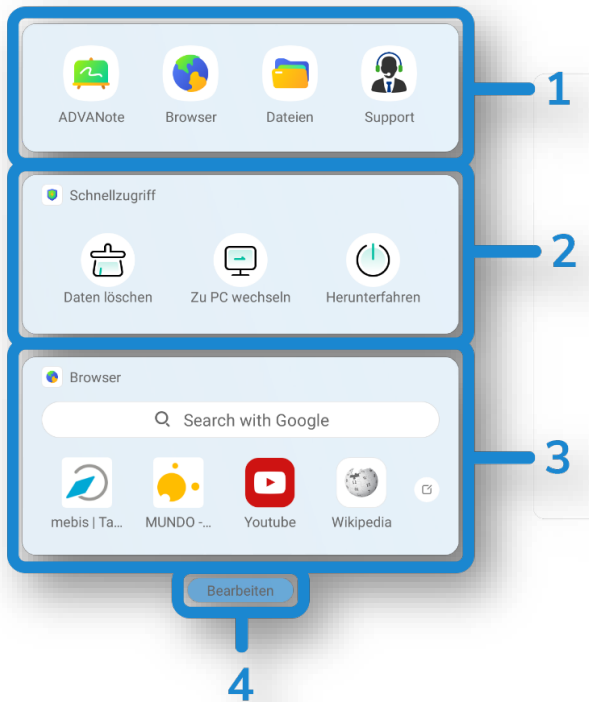 ADVANote Browser Dateien Support
1
Schnellzugriff
2
Daten löschen Zu PC wechseln Herunterfahren
Browser
Search with Google
3
mebis | Ta... MUNDO -... Youtube Wikipedia
Bearbeiten
4